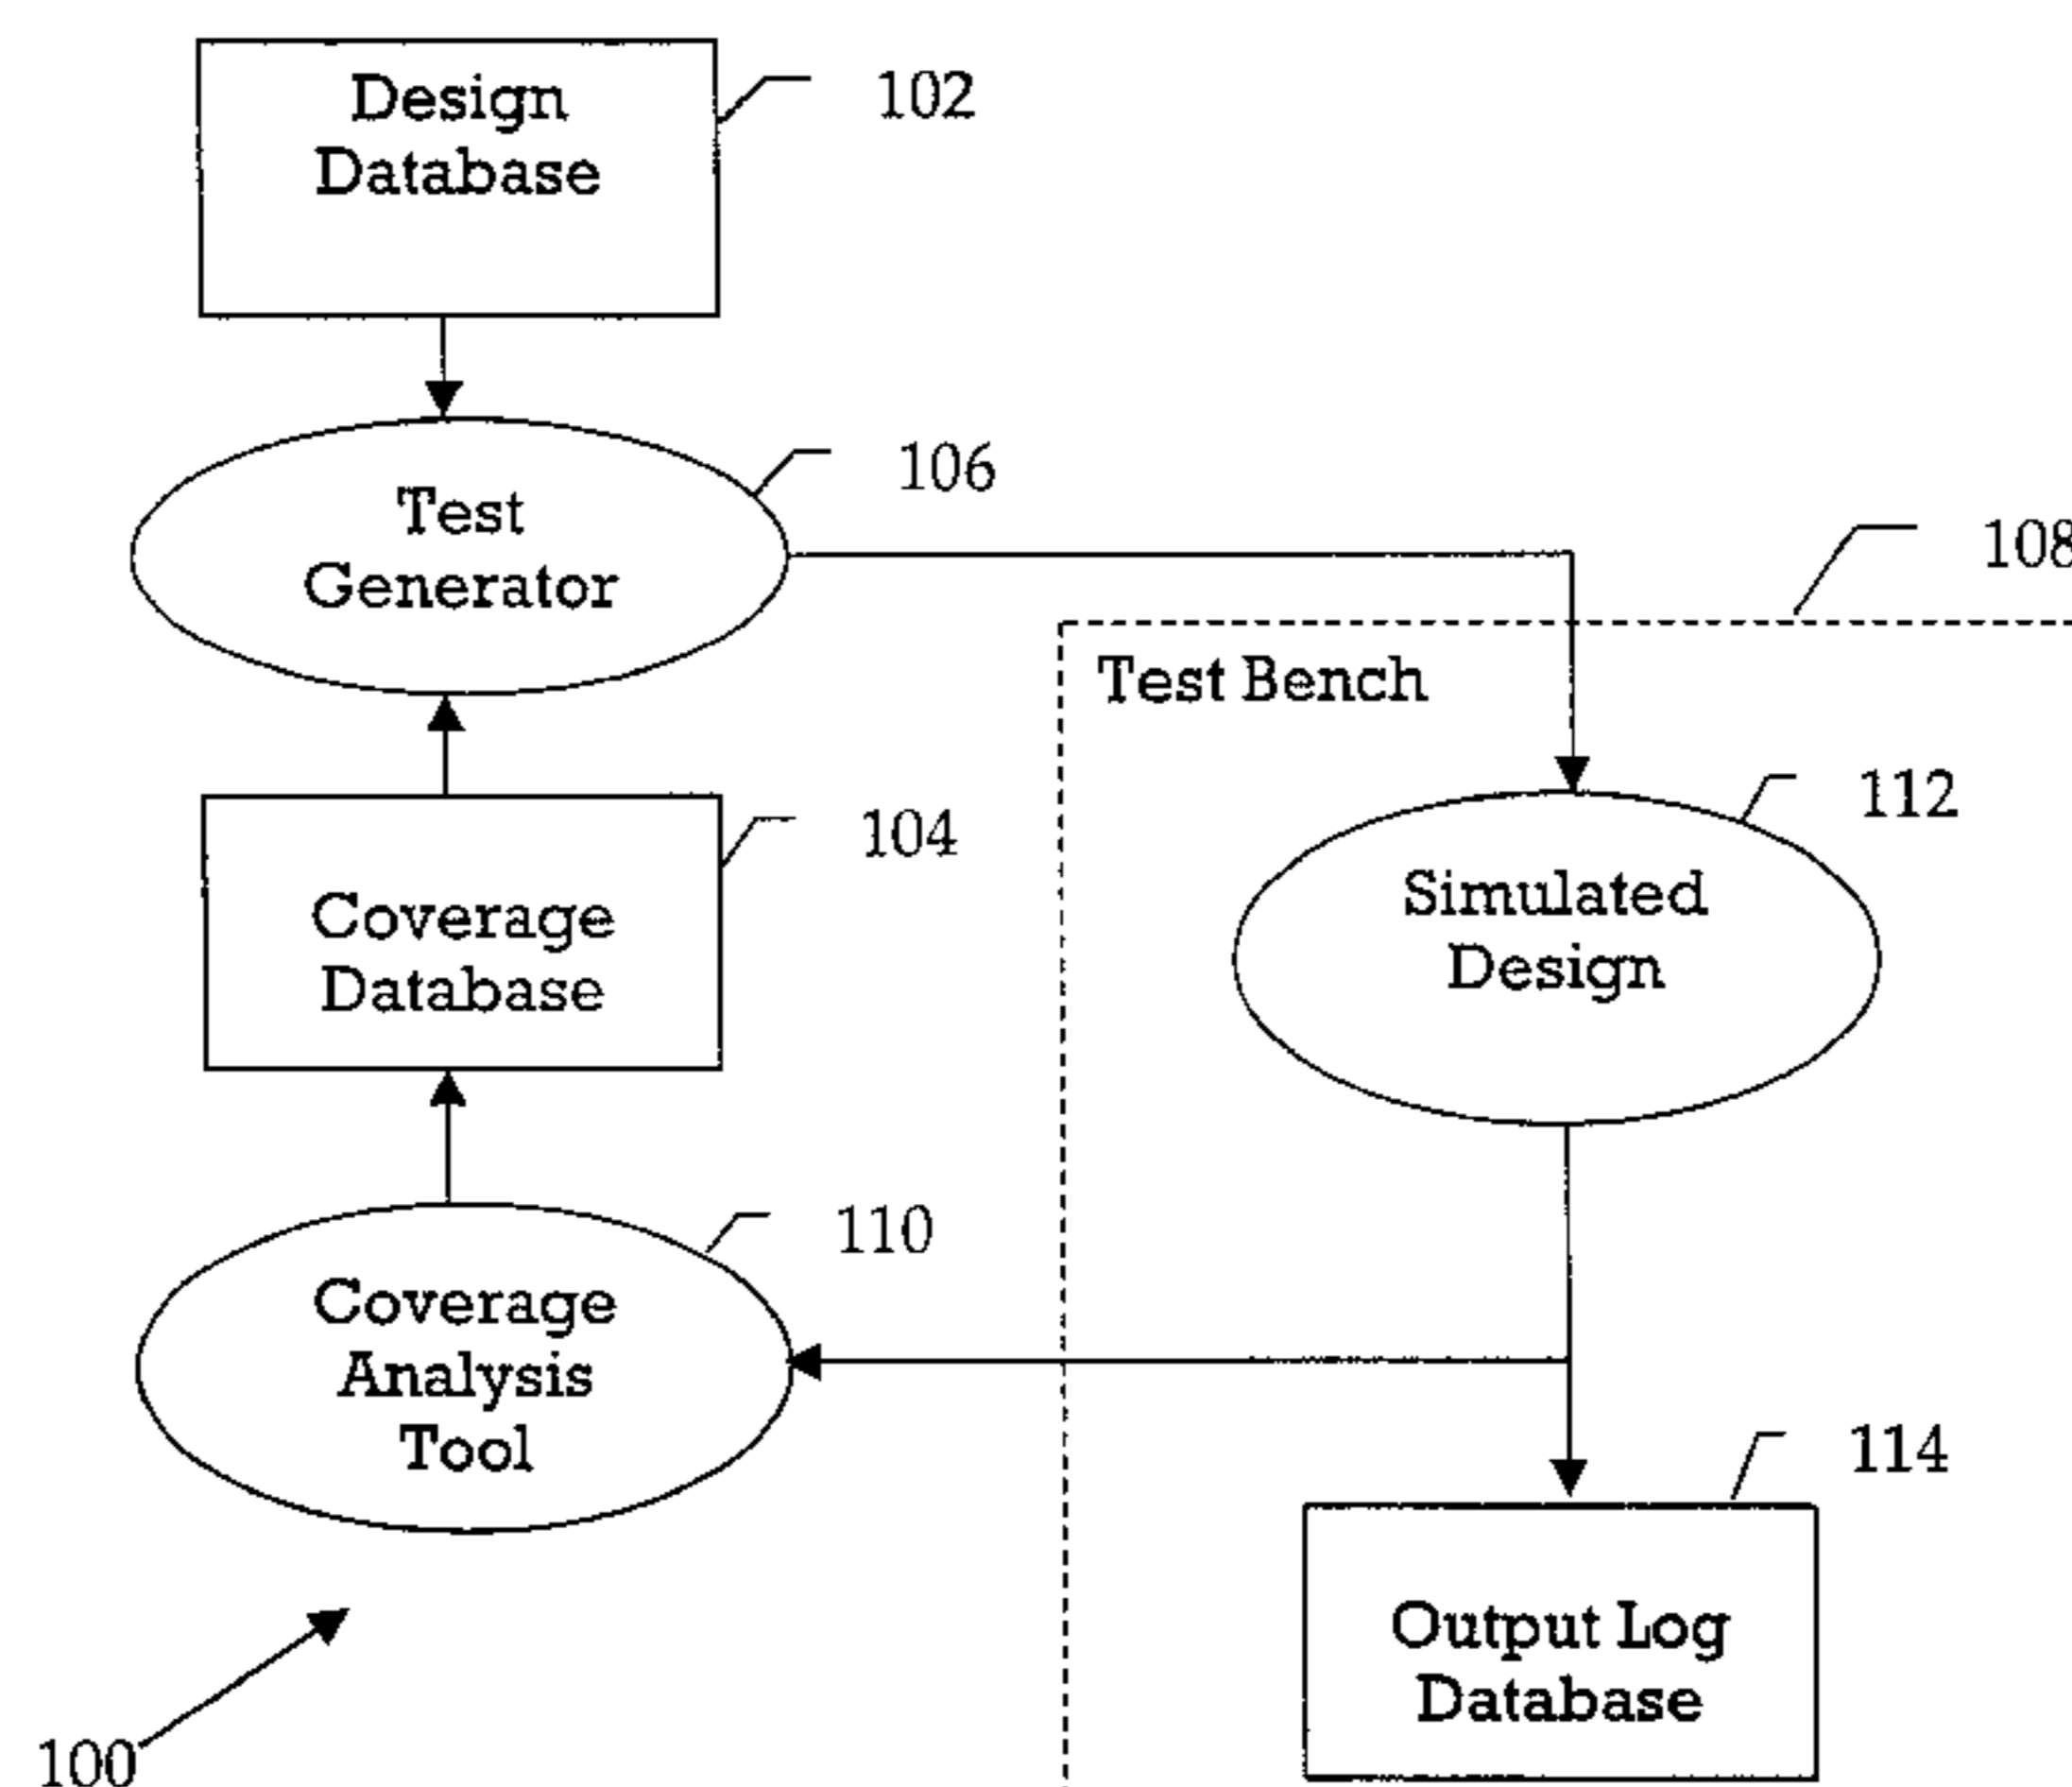 Design
Database
102
Test
Generator
106
108
Test Bench
Coverage
Database
104
Simulated
Design
112
Coverage
Analysis
Tool
110
Output Log
Database
114
100